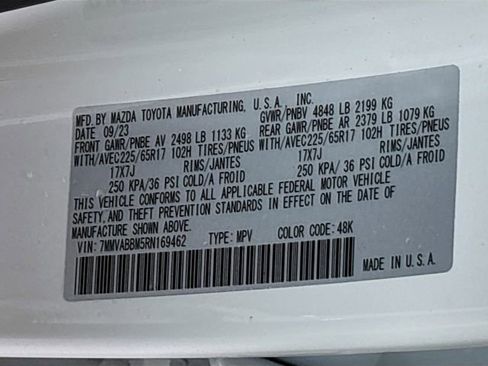 MFD. BY MAZDA TOYOTA MANUFACTURING, U.S.A., INC.
DATE 09/23 GVWR/PNBV 4848 LB 2199 KG
FRONT GAWR/PNBE AV 2498 LB 1133 KG REAR GAWR/PNBE AR 2379 LB 1079 KG
WITH/AVEC225/65R17 102H TIRES/PNEUS WITH/AVEC225/65R17 102H TIRES/PNEUS
17X7J RIMS/JANTES 17X7J RIMS/JANTES
250 KPA/36 PSI COLD/A FROID 250 KPA/36 PSI COLD/A FROID
THIS VEHICLE CONFORMS TO ALL APPLICABLE FEDERAL MOTOR VEHICLE
SAFETY, AND THEFT PREVENTION STANDARDS IN EFFECT ON THE DATE OF
MANUFACTURE SHOWN ABOVE.
VIN: 7MMVABBM5RN169462 TYPE: MPV COLOR CODE: 48K
MADE IN U.S.A.